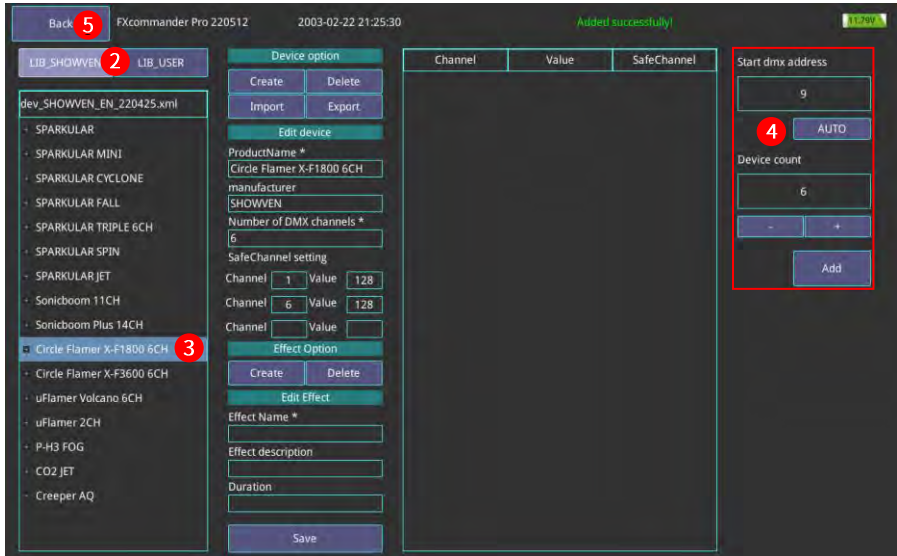 Back 5 FXcommander Pro 220512 2003-02-22 21:25:30 Added successfully! 11.79V
LIB_SHOWVEN 2 LIB_USER
dev_SHOWVEN_EN_220425.xml
SPARKULAR
SPARKULAR MINI
SPARKULAR CYCLONE
SPARKULAR FALL
SPARKULAR TRIPLE 6CH
SPARKULAR SPIN
SPARKULAR JET
Sonicboom 11CH
Sonicboom Plus 14CH
Circle Flamer X-F1800 6CH 3
Circle Flamer X-F3600 6CH
uFlamer Volcano 6CH
uFlamer 2CH
P-H3 FOG
CO2 JET
Creeper AQ
Device option
Create Delete
Import Export
Edit device
ProductName *
Circle Flamer X-F1800 6CH
manufacturer
SHOWVEN
Number of DMX channels *
6
SafeChannel setting
Channel 1 Value 128
Channel 6 Value 128
Channel Value
Effect Option
Create Delete
Edit Effect
Effect Name *
Effect description
Duration
Save
Channel Value SafeChannel
Start dmx address
9
4 AUTO
Device count
6
- +
Add